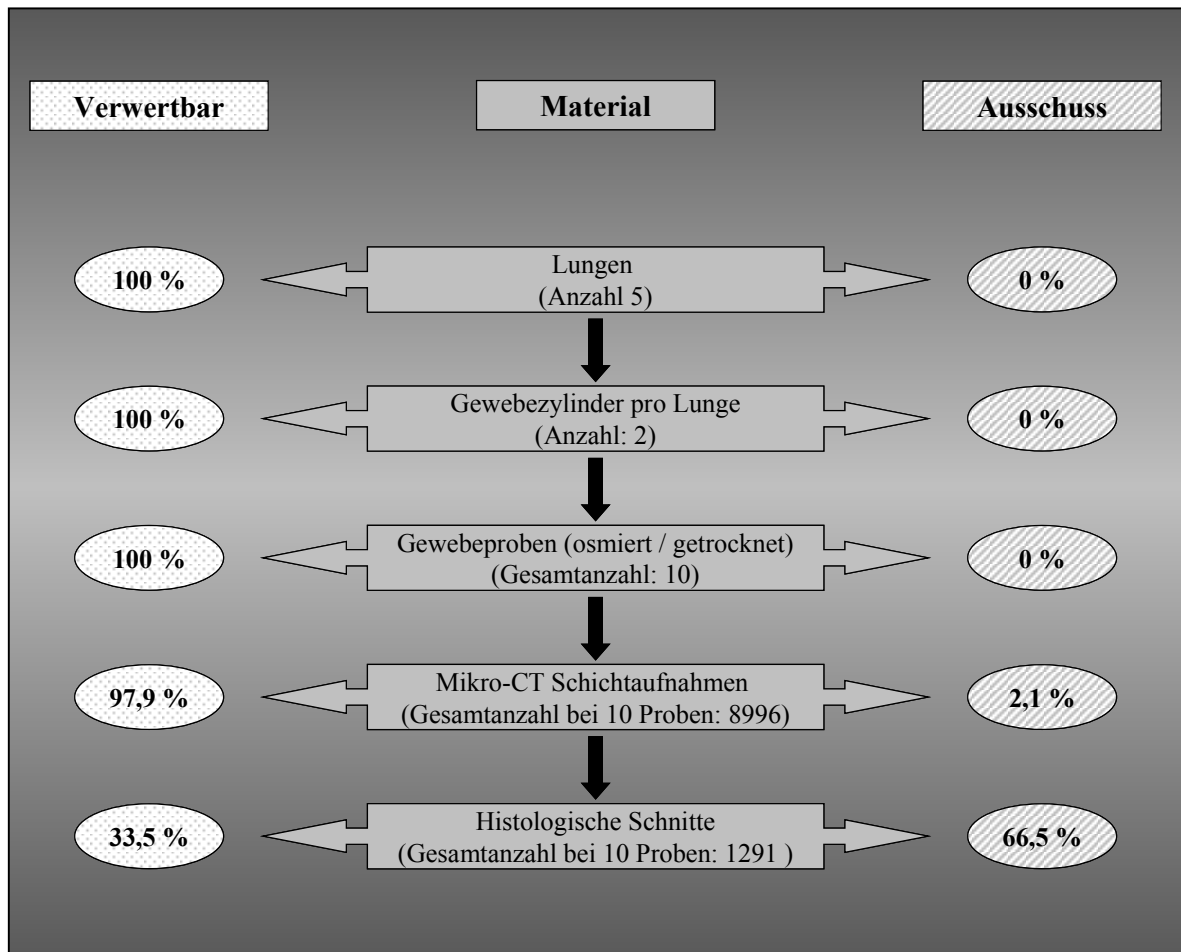 Verwertbar Material Ausschuss
100 % Lungen 0 %
(Anzahl 5)
100 % Gewebezylinder pro Lunge 0 %
(Anzahl: 2)
100 % Gewebeproben (osmiert / getrocknet) 0 %
(Gesamtanzahl: 10)
97,9 % Mikro-CT Schichtaufnahmen 2,1 %
(Gesamtanzahl bei 10 Proben: 8996)
33,5 % Histologische Schnitte 66,5 %
(Gesamtanzahl bei 10 Proben: 1291 )